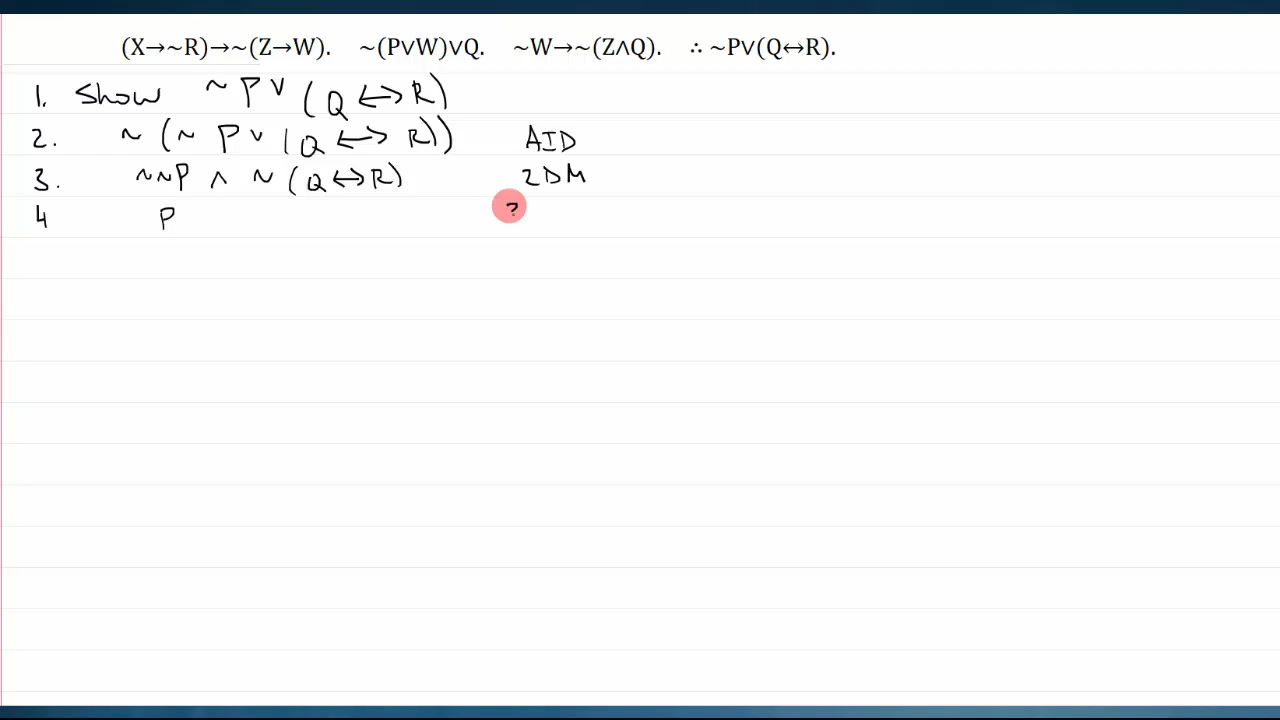 (X→~R)→~(Z→W). ~(P∨W)∨Q. ~W→~(Z∧Q). ∴ ~P∨(Q↔R).
1. Show ~P∨(Q↔R)
2. ~(~P∨(Q↔R)) AID
3. ~~P ∧ ~(Q↔R) 2DM
4 P ?